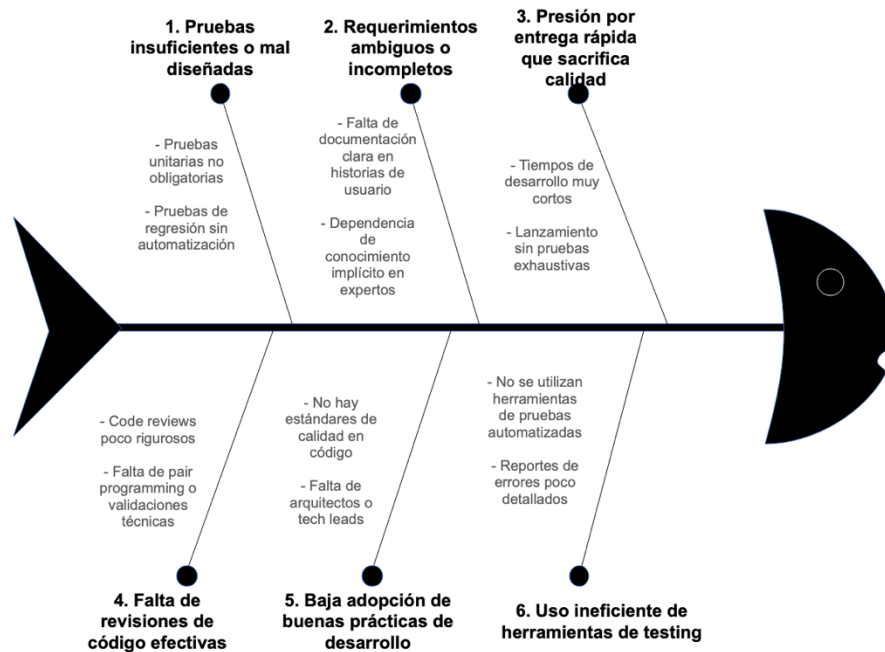 1. Pruebas
insuficientes o mal
diseñadas
2. Requerimientos
ambiguos o
incompletos
3. Presión por
entrega rápida
que sacrifica
calidad
- Pruebas
unitarias no
obligatorias
- Pruebas de
regresión sin
automatización
- Falta de
documentación
clara en
historias de
usuario
- Dependencia
de
conocimiento
implícito en
expertos
- Tiempos de
desarrollo muy
cortos
- Lanzamiento
sin pruebas
exhaustivas
- Code reviews
poco rigurosos
- Falta de pair
programming o
validaciones
técnicas
- No hay
estándares de
calidad en
código
- Falta de
arquitectos o
tech leads
- No se utilizan
herramientas
de pruebas
automatizadas
- Reportes de
errores poco
detallados
4. Falta de
revisiones de
código efectivas
5. Baja adopción de
buenas prácticas de
desarrollo
6. Uso ineficiente de
herramientas de testing